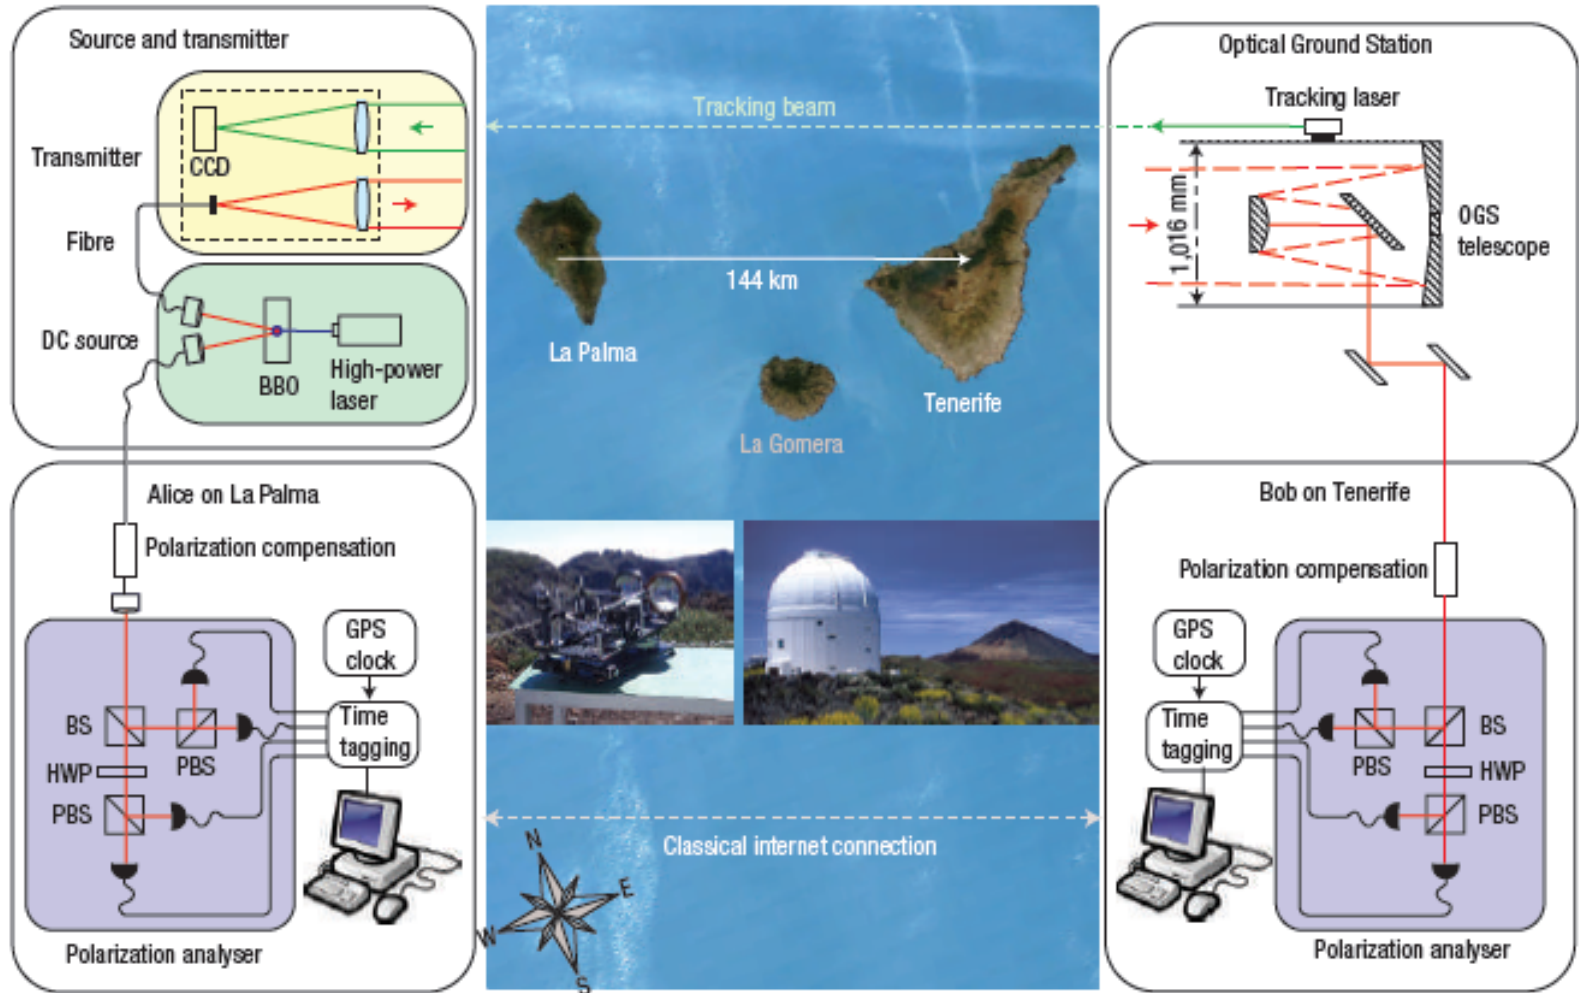 Source and transmitter
Transmitter
CCD
Fibre
DC source
BBO
High-power
laser
Alice on La Palma
Polarization compensation
GPS
clock
BS
Time
tagging
PBS
HWP
PBS
Polarization analyser
Tracking beam
144 km
La Palma
Tenerife
La Gomera
Classical internet connection
N
E
W
S
Optical Ground Station
Tracking laser
1,016 mm
OGS
telescope
Bob on Tenerife
Polarization compensation
GPS
clock
Time
tagging
BS
PBS
HWP
PBS
Polarization analyser